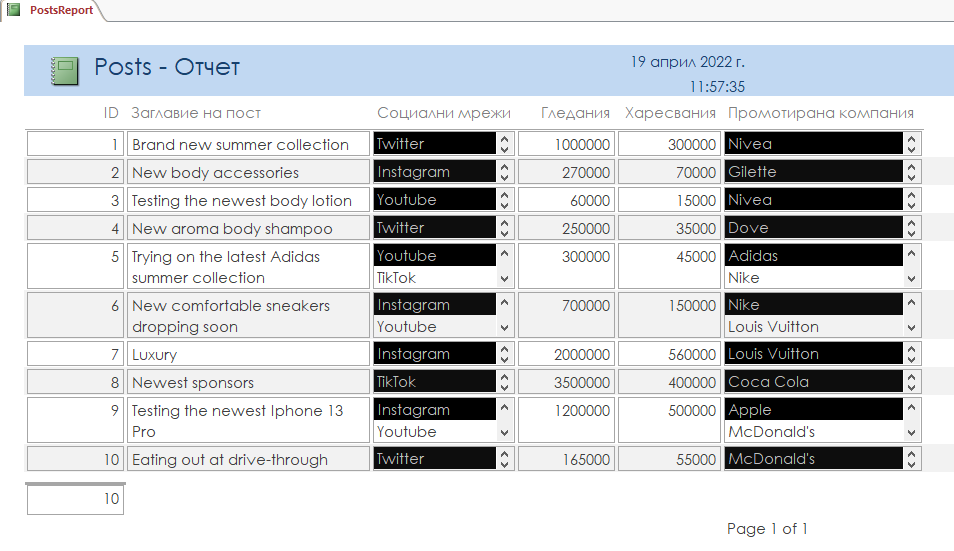 PostsReport
Posts - Отчет
19 април 2022 г.
11:57:35
ID Заглавие на пост Социални мрежи Гледания Харесвания Промотирана компания
1 Brand new summer collection Twitter 1000000 300000 Nivea
2 New body accessories Instagram 270000 70000 Gilette
3 Testing the newest body lotion Youtube 60000 15000 Nivea
4 New aroma body shampoo Twitter 250000 35000 Dove
5 Trying on the latest Adidas Youtube 300000 45000 Adidas
summer collection TikTok Nike
6 New comfortable sneakers Instagram 700000 150000 Nike
dropping soon Youtube Louis Vuitton
7 Luxury Instagram 2000000 560000 Louis Vuitton
8 Newest sponsors TikTok 3500000 400000 Coca Cola
9 Testing the newest Iphone 13 Instagram 1200000 500000 Apple
Pro Youtube McDonald's
10 Eating out at drive-through Twitter 165000 55000 McDonald's
10
Page 1 of 1